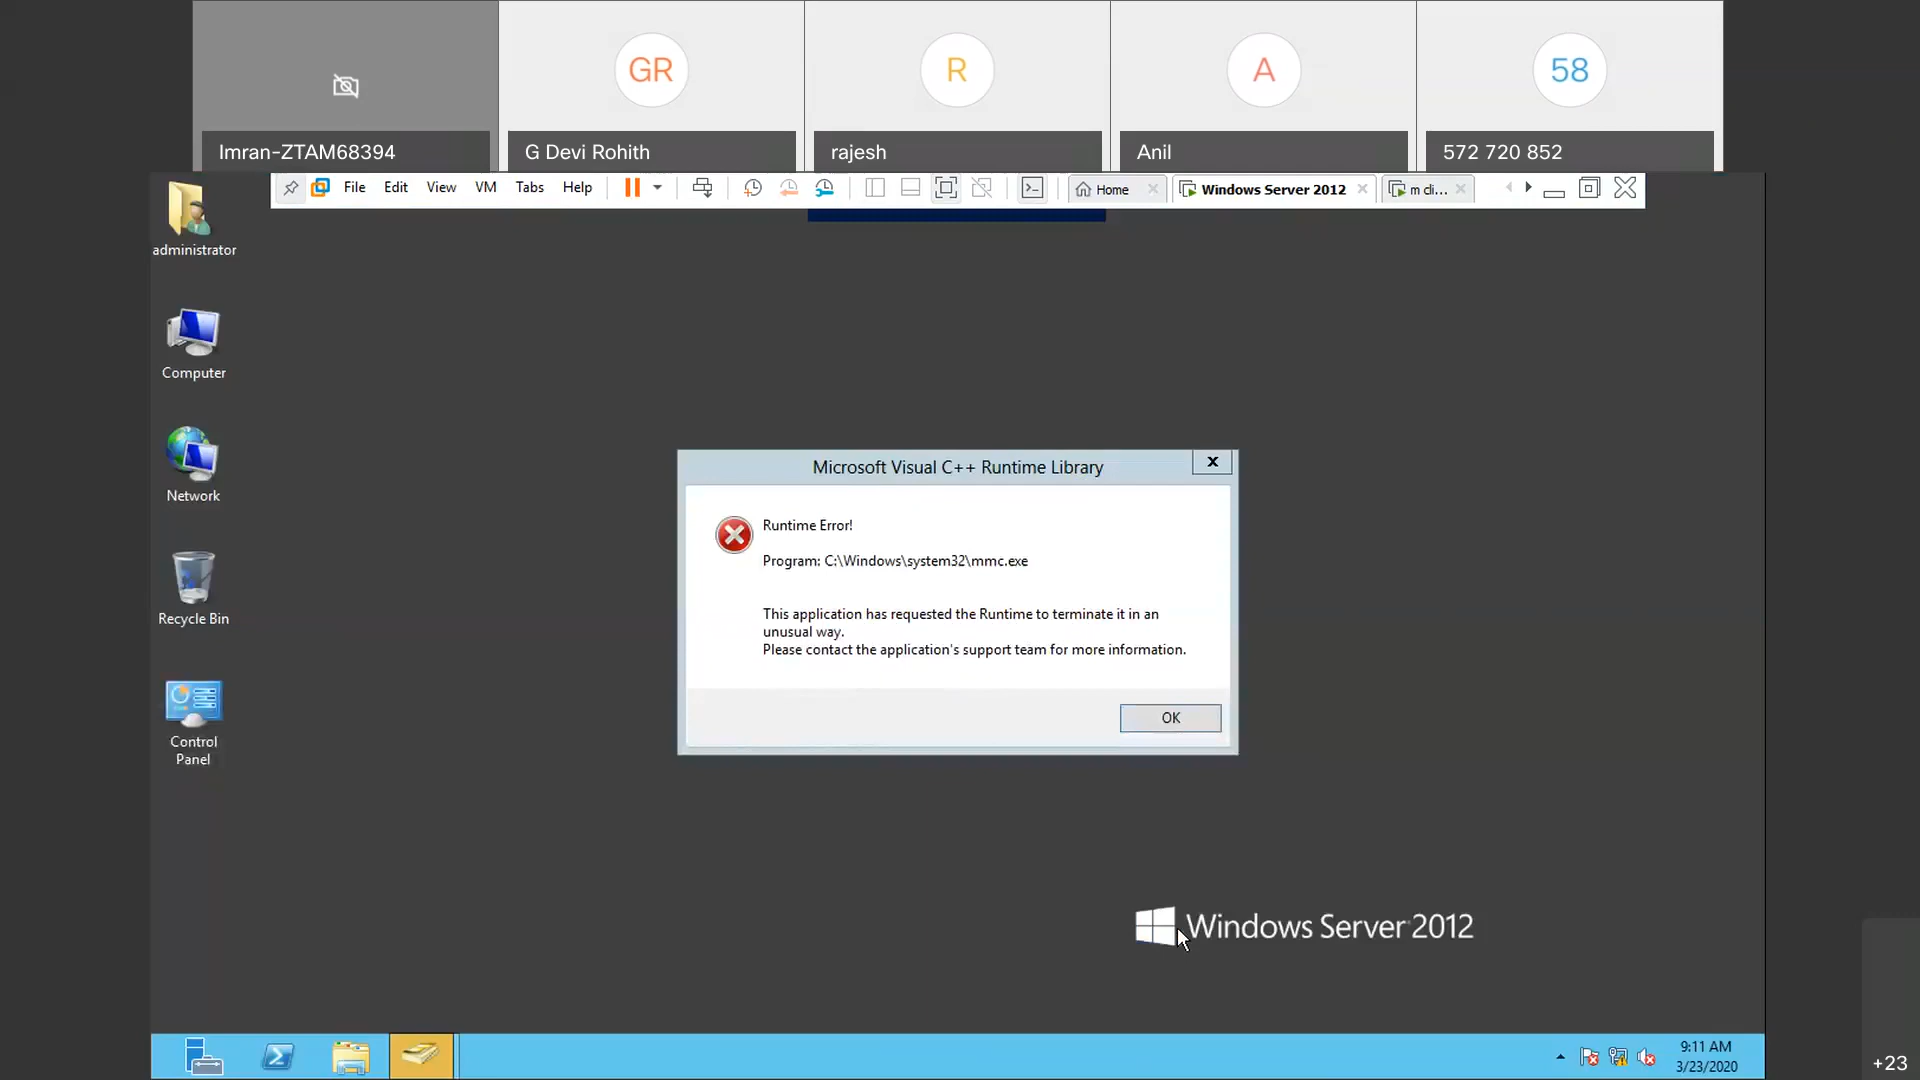 GR
R
A
58
Imran-ZTAM68394
G Devi Rohith
rajesh
Anil
572 720 852
File Edit View VM Tabs Help
Home
Windows Server 2012
m cli...
administrator
Computer
Network
Recycle Bin
Control
Panel
Microsoft Visual C++ Runtime Library
Runtime Error!
Program: C:\Windows\system32\mmc.exe
This application has requested the Runtime to terminate it in an
unusual way.
Please contact the application's support team for more information.
OK
Windows Server 2012
9:11 AM
3/23/2020
+23